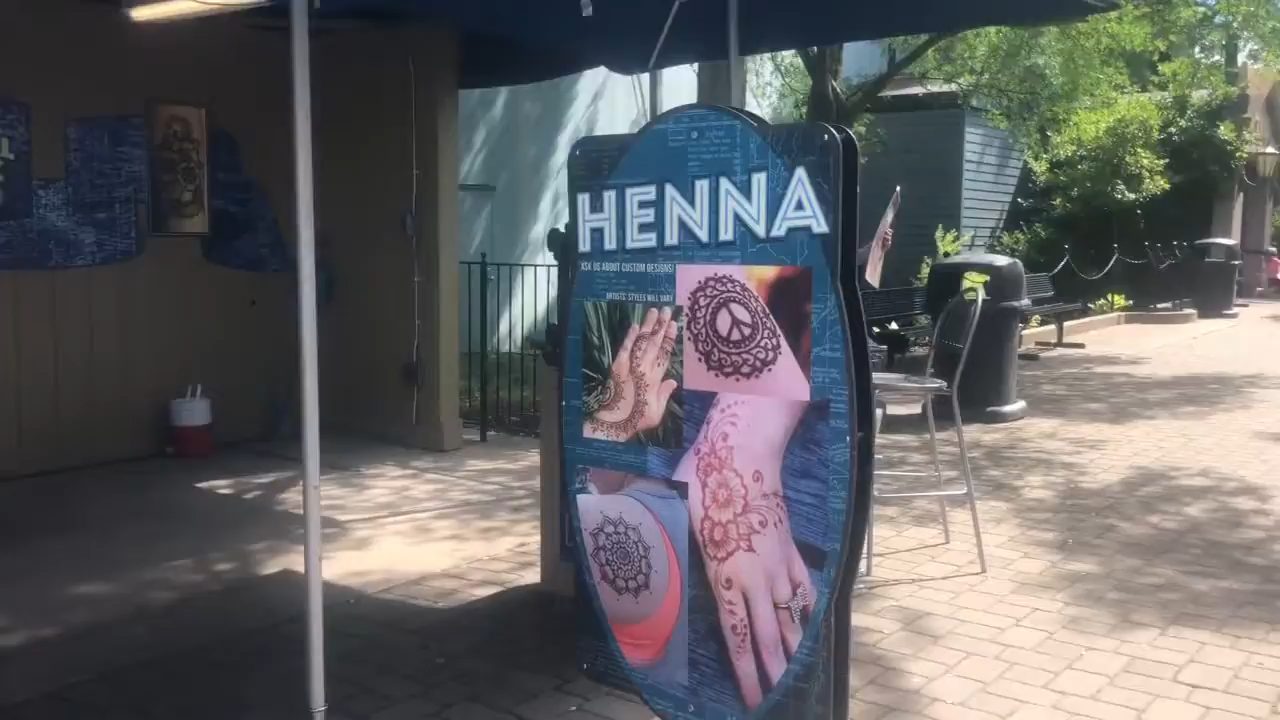 HENNA
ASK US ABOUT CUSTOM DESIGNS!
ARTISTS' STYLES WILL VARY